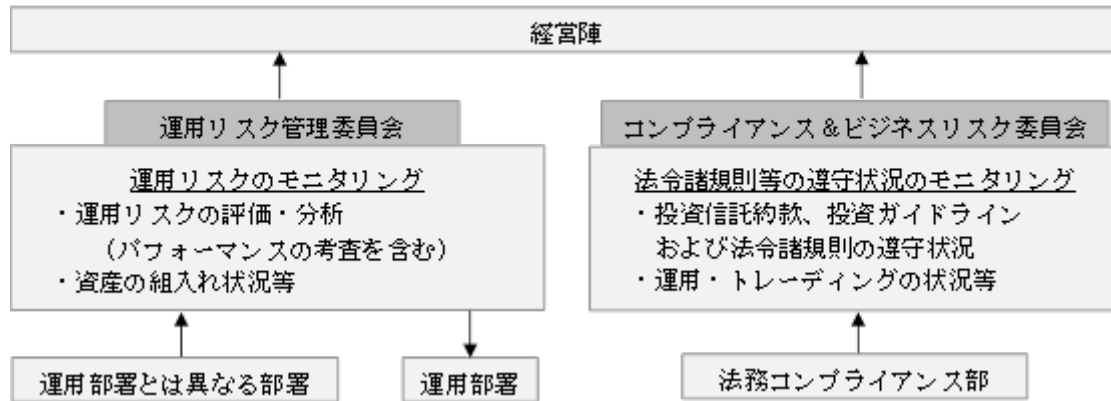 経営陣
運用リスク管理委員会
運用リスクのモニタリング
・運用リスクの評価・分析
（パフォーマンスの考査を含む）
・資産の組入れ状況等
運用部署とは異なる部署
運用部署
コンプライアンス＆ビジネスリスク委員会
法令諸規則等の遵守状況のモニタリング
・投資信託約款、投資ガイドライン
および法令諸規則の遵守状況
・運用・トレーディングの状況等
法務コンプライアンス部